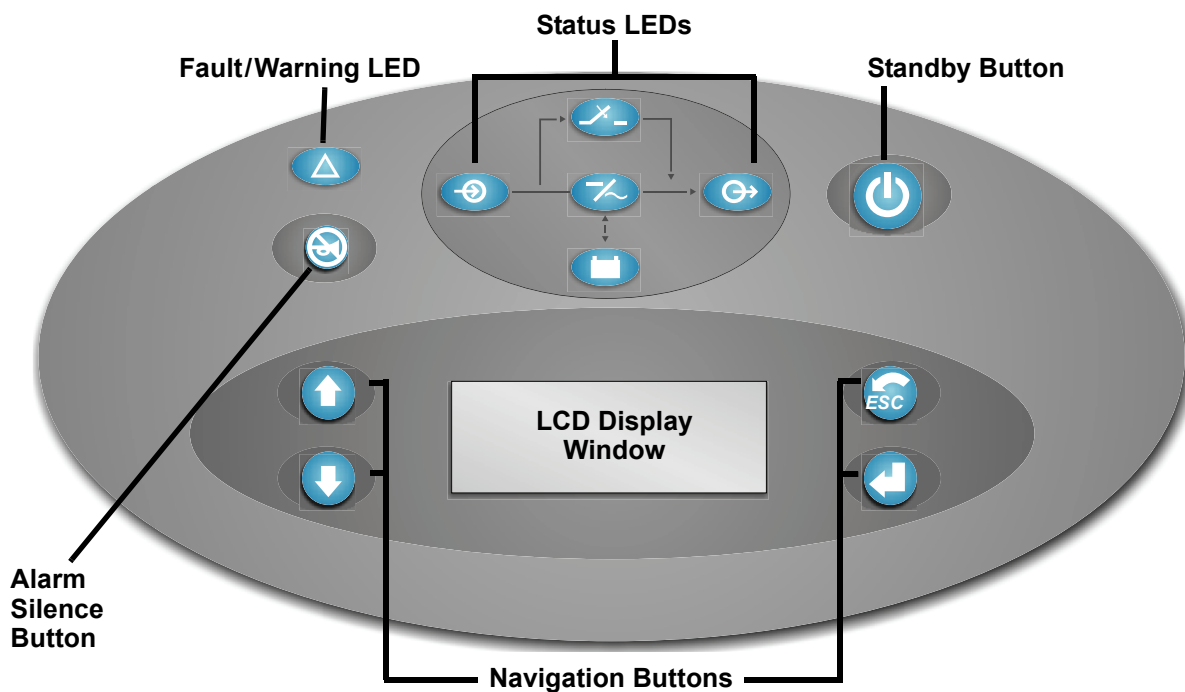 Status LEDs
Fault/Warning LED
Standby Button
ESC
LCD Display
Window
Alarm
Silence
Button
Navigation Buttons